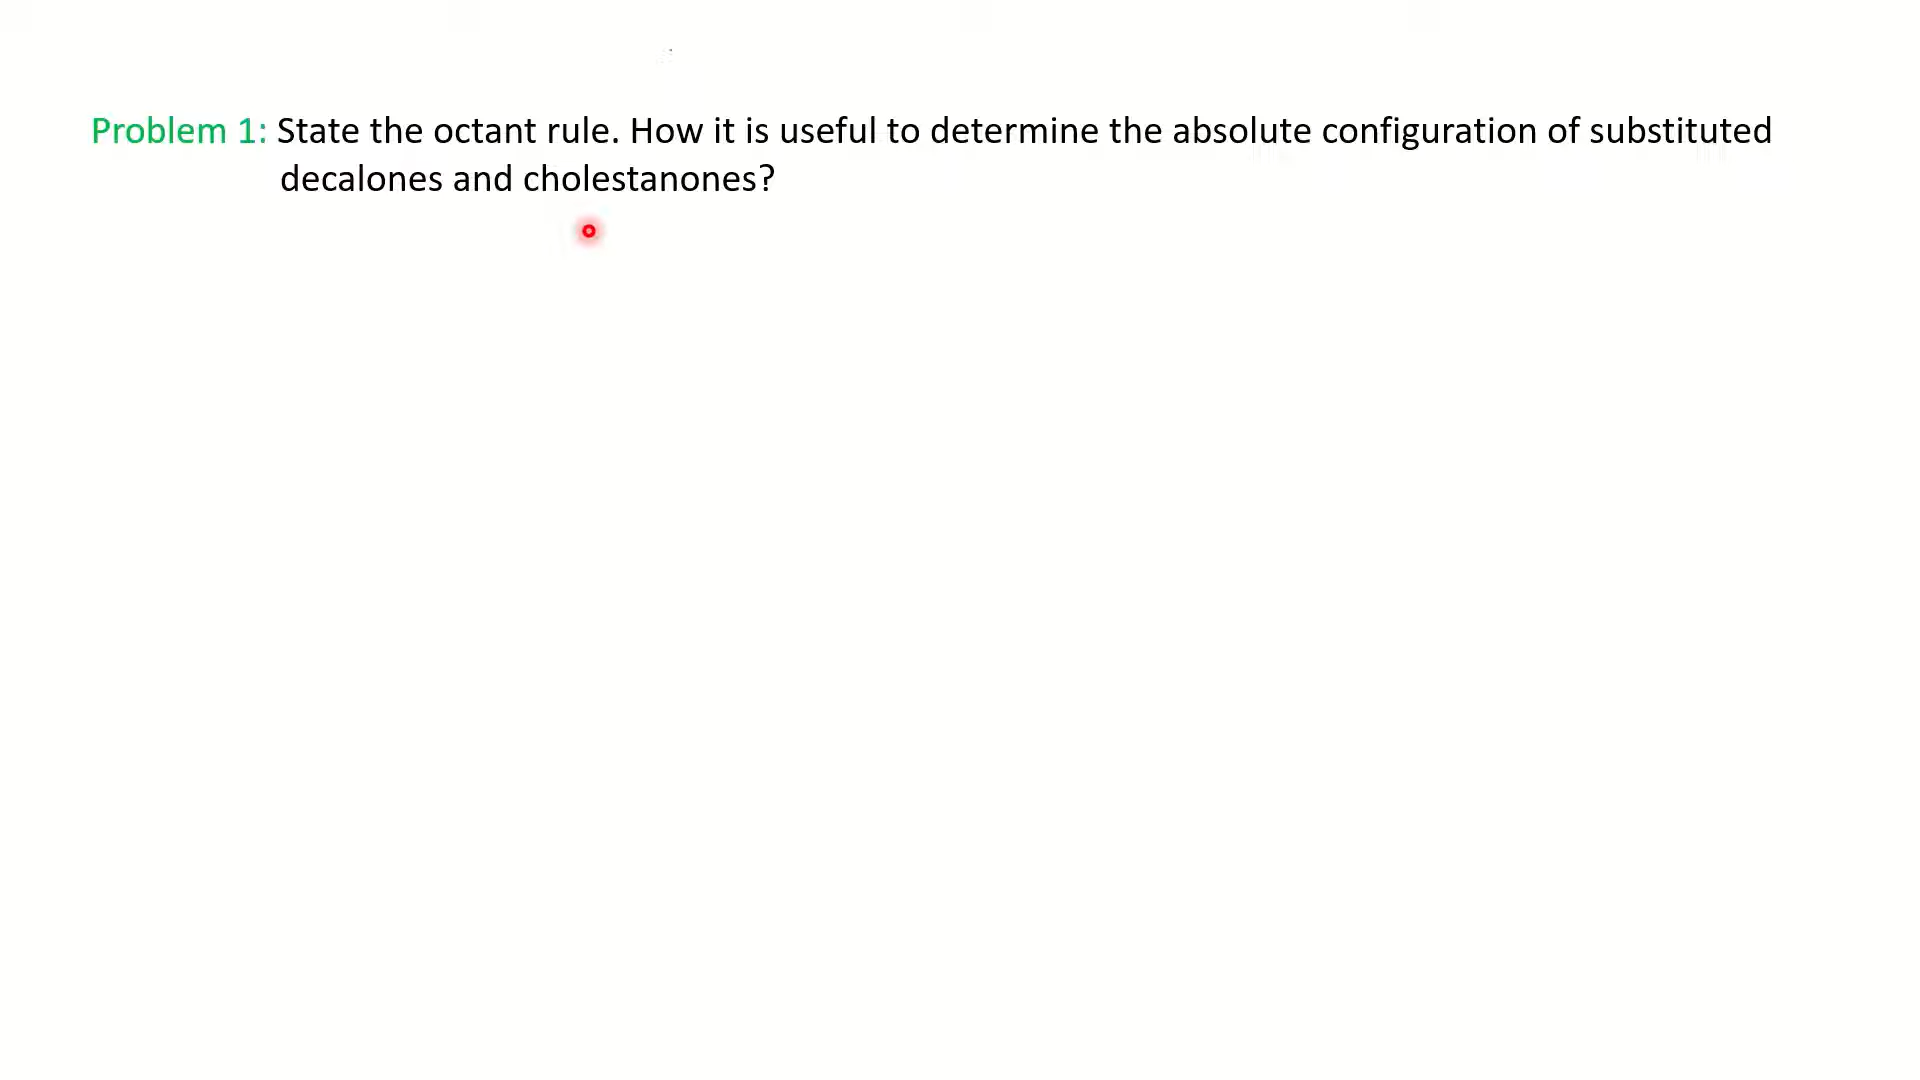 Problem 1: State the octant rule. How it is useful to determine the absolute configuration of substituted
decalones and cholestanones?